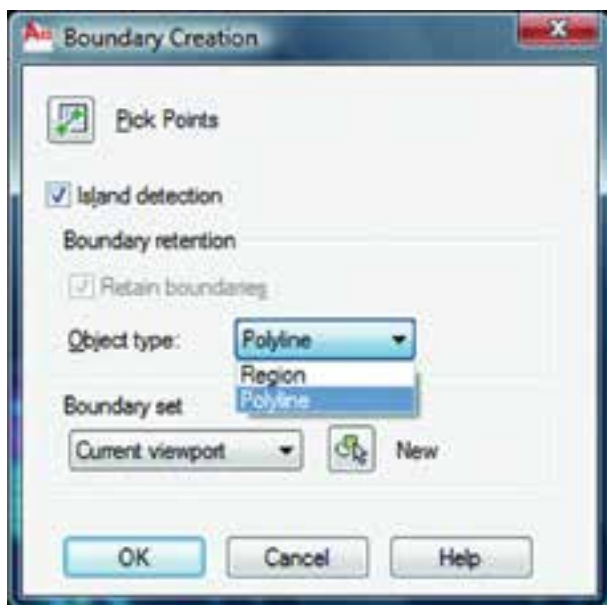 Boundary Creation
Pick Points
Island detection
Boundary retention
Retain boundaries
Object type: Polyline
Region
Polyline
Boundary set
Current viewport New
OK Cancel Help